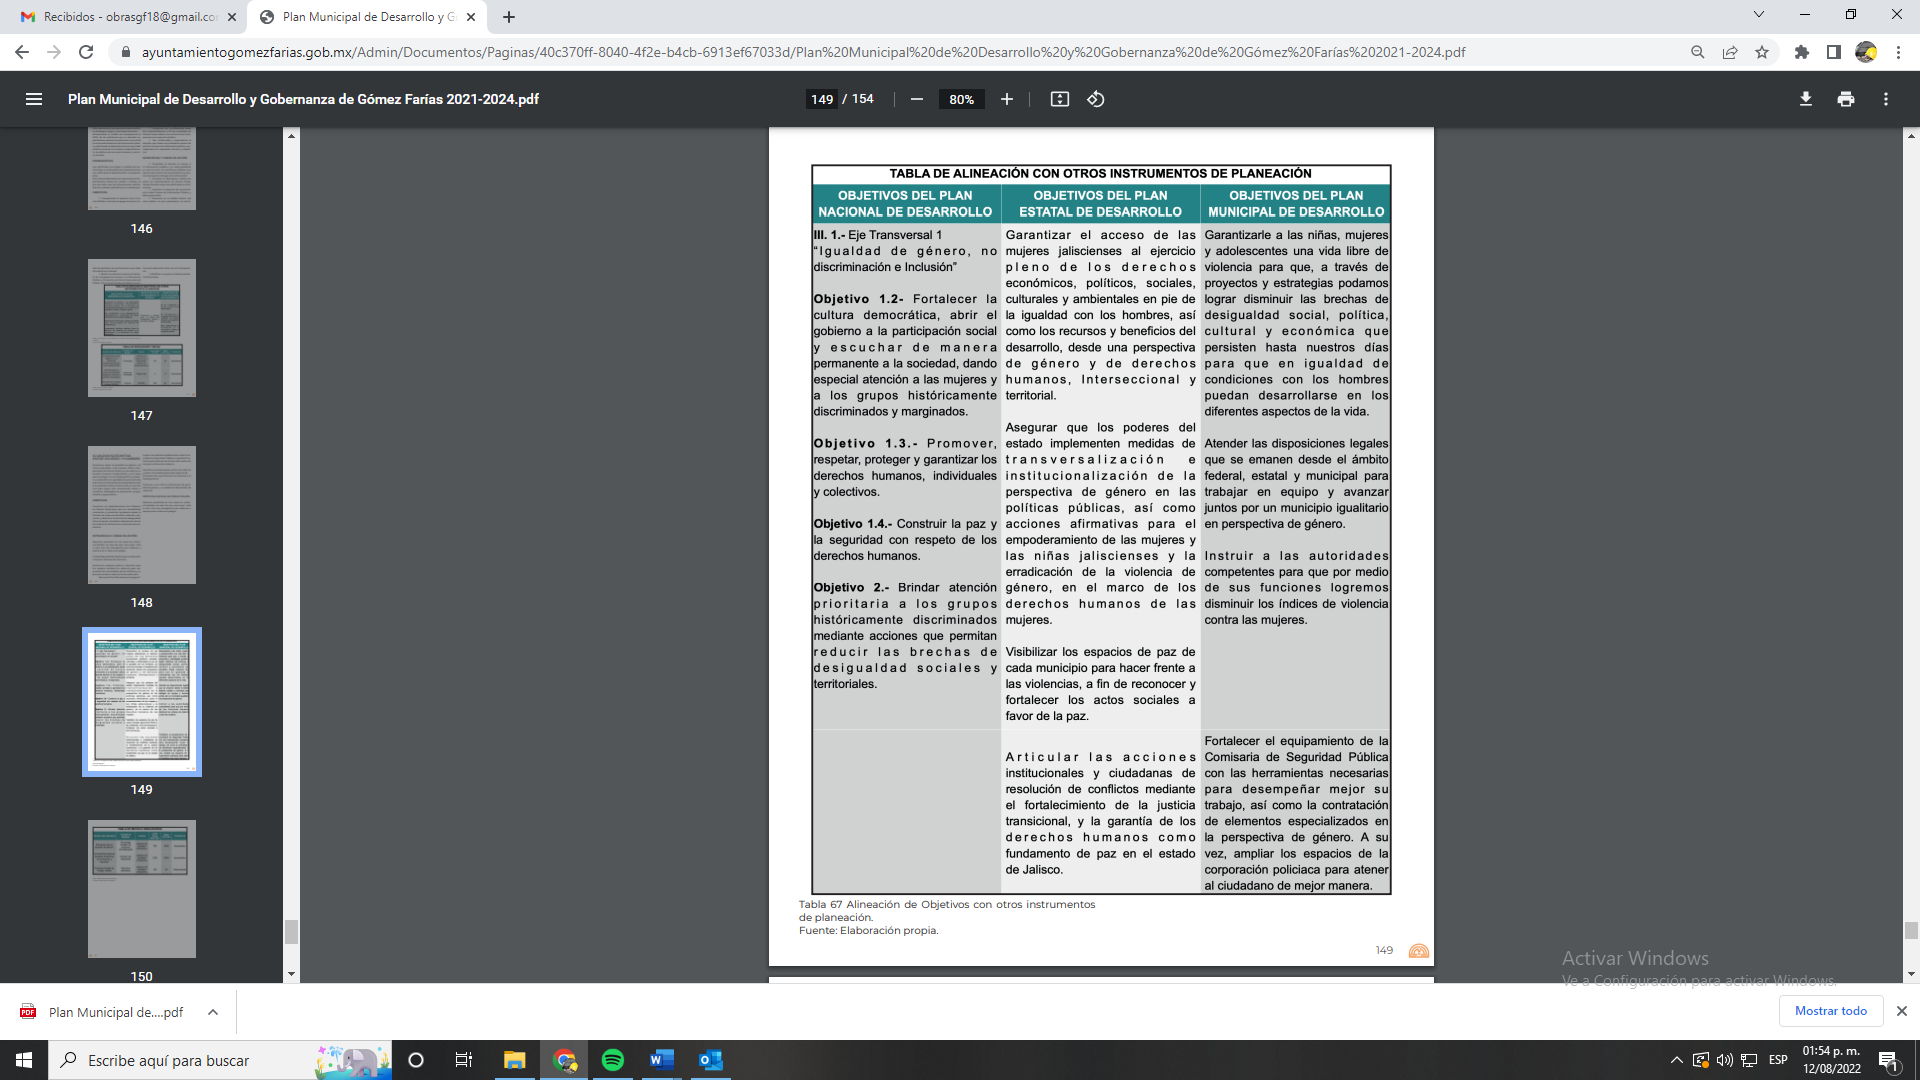 Recibidos - obrasgf18@gmail.co
Plan Municipal de Desarrollo y G
ayuntamientogomezfarias.gob.mx/Admin/Documentos/Paginas/40c370ff-8040-4f2e-b4cb-6913ef67033d/Plan%20Municipal%20de%20Desarrollo%20y%20Gobernanza%20de%20Gómez%20Farías%202021-2024.pdf
Plan Municipal de Desarrollo y Gobernanza de Gómez Farías 2021-2024.pdf
149 / 154
80%
146
147
148
149
150
TABLA DE ALINEACIÓN CON OTROS INSTRUMENTOS DE PLANEACIÓN
OBJETIVOS DEL PLAN
NACIONAL DE DESARROLLO
OBJETIVOS DEL PLAN
ESTATAL DE DESARROLLO
OBJETIVOS DEL PLAN
MUNICIPAL DE DESARROLLO
III. 1.- Eje Transversal 1
“Igualdad de género, no
discriminación e Inclusión”
Objetivo 1.2- Fortalecer la
cultura democrática, abrir el
gobierno a la participación social
y escuchar de manera
permanente a la sociedad, dando
especial atención a las mujeres y
a los grupos históricamente
discriminados y marginados.
Objetivo 1.3.- Promover,
respetar, proteger y garantizar los
derechos humanos, individuales
y colectivos.
Objetivo 1.4.- Construir la paz y
la seguridad con respeto de los
derechos humanos.
Objetivo 2.- Brindar atención
prioritaria a los grupos
históricamente discriminados
mediante acciones que permitan
reducir las brechas de
desigualdad sociales y
territoriales.
Garantizar el acceso de las
mujeres jaliscienses al ejercicio
pleno de los derechos
económicos, políticos, sociales,
culturales y ambientales en pie de
la igualdad con los hombres, así
como los recursos y beneficios del
desarrollo, desde una perspectiva
de género y de derechos
humanos, Interseccional y
territorial.
Asegurar que los poderes del
estado implementen medidas de
transversalización e
institucionalización de la
perspectiva de género en las
políticas públicas, así como
acciones afirmativas para el
empoderamiento de las mujeres y
las niñas jaliscienses y la
erradicación de la violencia de
género, en el marco de los
derechos humanos de las
mujeres.
Visibilizar los espacios de paz de
cada municipio para hacer frente a
las violencias, a fin de reconocer y
fortalecer los actos sociales a
favor de la paz.
Articular las acciones
institucionales y ciudadanas de
resolución de conflictos mediante
el fortalecimiento de la justicia
transicional, y la garantía de los
derechos humanos como
fundamento de paz en el estado
de Jalisco.
Garantizarle a las niñas, mujeres
y adolescentes una vida libre de
violencia para que, a través de
proyectos y estrategias podamos
lograr disminuir las brechas de
desigualdad social, política,
cultural y económica que
persisten hasta nuestros días
para que en igualdad de
condiciones con los hombres
puedan desarrollarse en los
diferentes aspectos de la vida.
Atender las disposiciones legales
que se emanen desde el ámbito
federal, estatal y municipal para
trabajar en equipo y avanzar
juntos por un municipio igualitario
en perspectiva de género.
Instruir a las autoridades
competentes para que por medio
de sus funciones logremos
disminuir los índices de violencia
contra las mujeres.
Fortalecer el equipamiento de la
Comisaria de Seguridad Pública
con las herramientas necesarias
para desempeñar mejor su
trabajo, así como la contratación
de elementos especializados en
la perspectiva de género. A su
vez, ampliar los espacios de la
corporación policiaca para atener
al ciudadano de mejor manera.
Tabla 67 Alineación de Objetivos con otros instrumentos
de planeación.
Fuente: Elaboración propia.
149
Activar Windows
Ve a Configuración para activar Windows.
Plan Municipal de....pdf
Mostrar todo
Escribe aquí para buscar
ESP
01:54 p. m.
12/08/2022
1